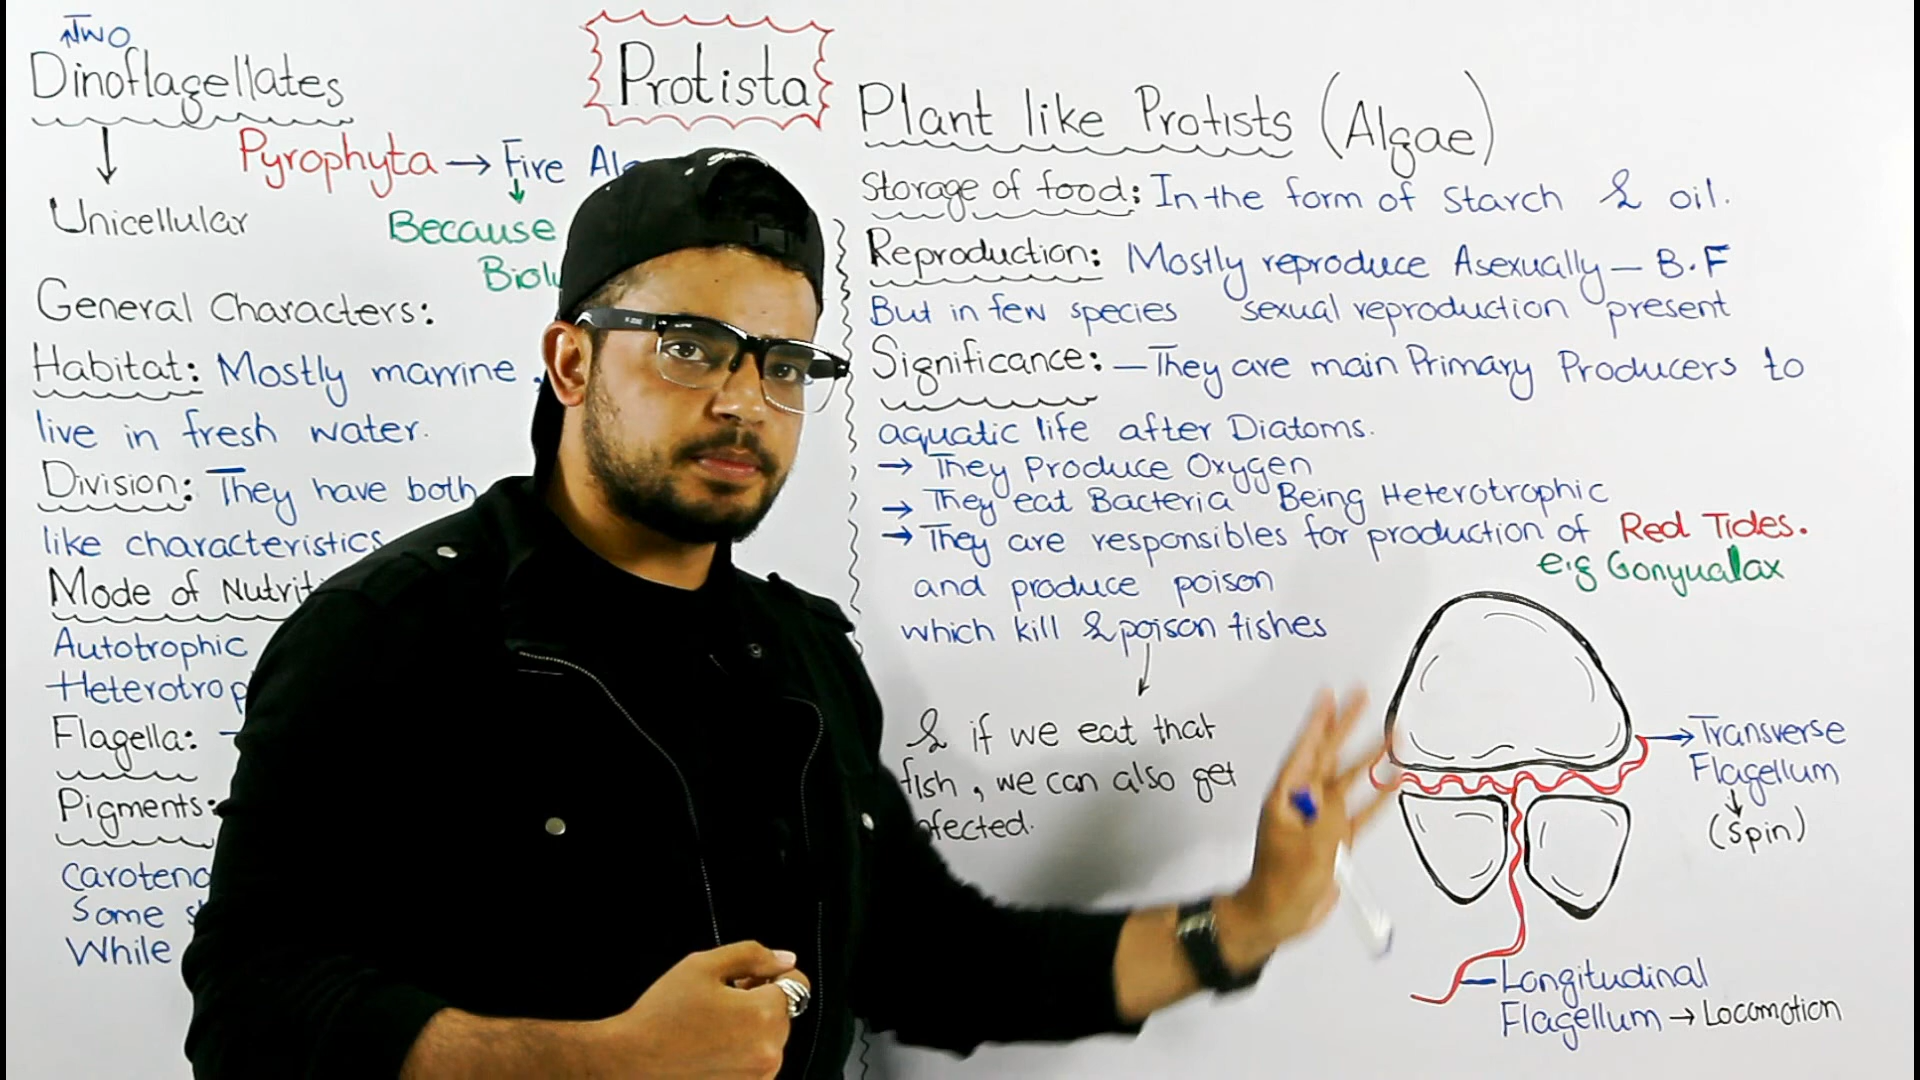 Two
Dinoflagellates
Protista
Pyrophyta → Fire
Unicellular
Because
General Characters:
Habitat: Mostly marrine,
live in fresh water.
Division: They have both
like characteristics
Mode of
Autotrophic
Flagella:
Pigments:
Some
While
Plant like Protists (Algae)
Storage of food: In the form of starch & oil.
Reproduction: Mostly reproduce Asexually – B.F
But in few species sexual reproduction present
Significance: – They are main Primary Producers to
aquatic life after Diatoms.
→ They Produce Oxygen
→ They eat Bacteria Being Heterotrophic
→ They are responsibles for production of Red Tides.
e.g Gonyualax
and produce poison
which kill & poison fishes
& if we eat that
fish, we can also get
Transverse
Flagellum
(Spin)
Longitudinal
Flagellum → Locomotion